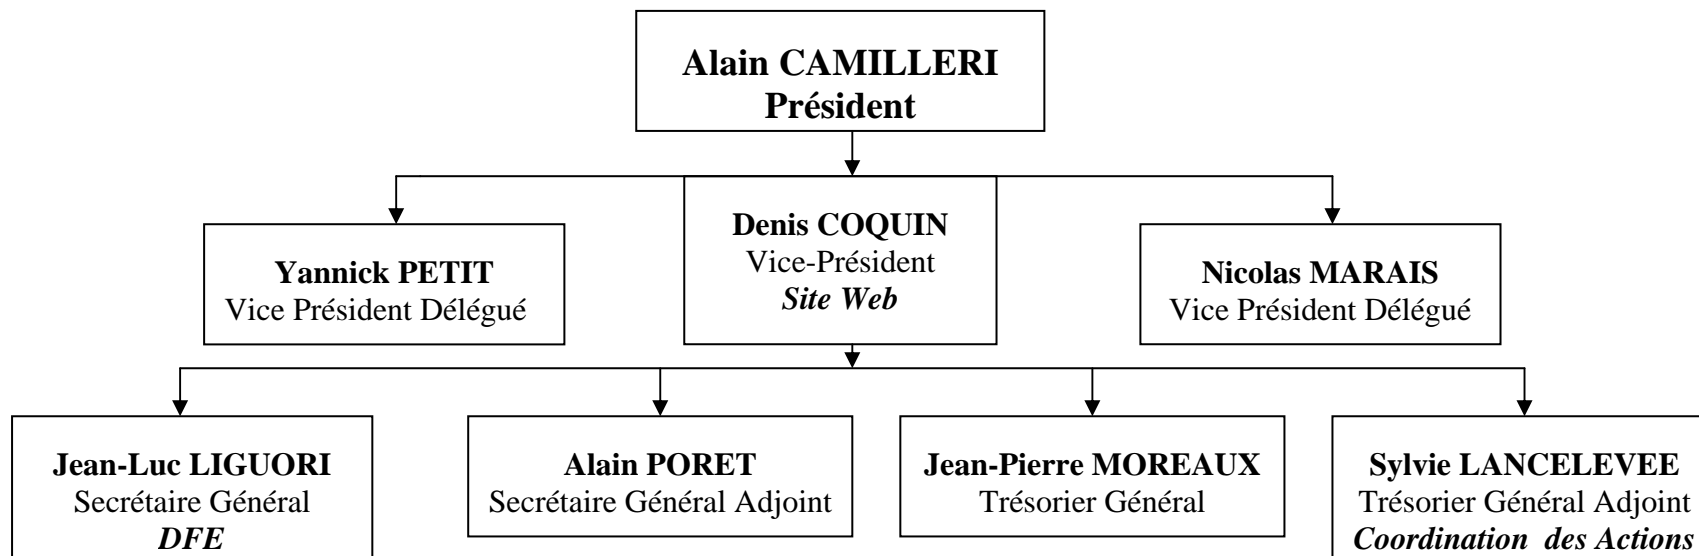 Alain CAMILLERI
Président
Yannick PETIT
Vice Président Délégué
Denis COQUIN
Vice-Président
Site Web
Nicolas MARAIS
Vice Président Délégué
Jean-Luc LIGUORI
Secrétaire Général
DFE
Alain PORET
Secrétaire Général Adjoint
Jean-Pierre MOREAUX
Trésorier Général
Sylvie LANCELEVEE
Trésorier Général Adjoint
Coordination des Actions